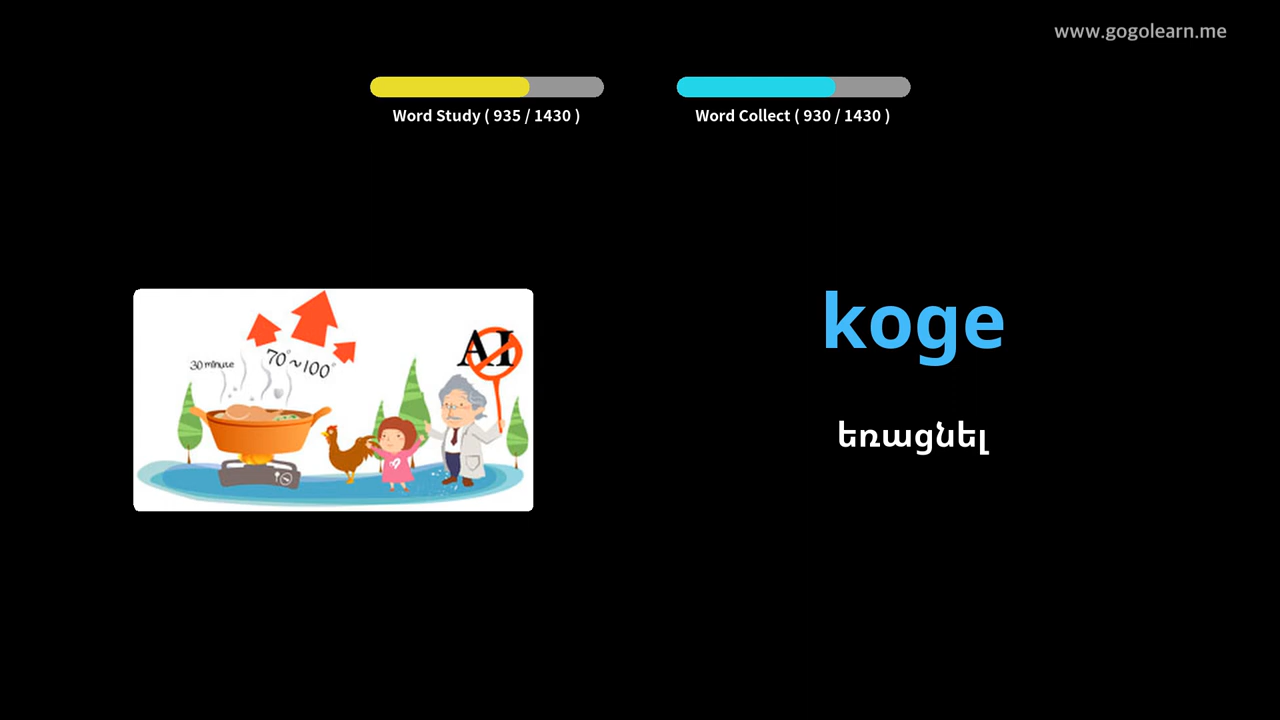 www.gogolearn.me
Word Study ( 935 / 1430 )
Word Collect ( 930 / 1430 )
30 minute
70°~100°
AI
koge
եռացնել